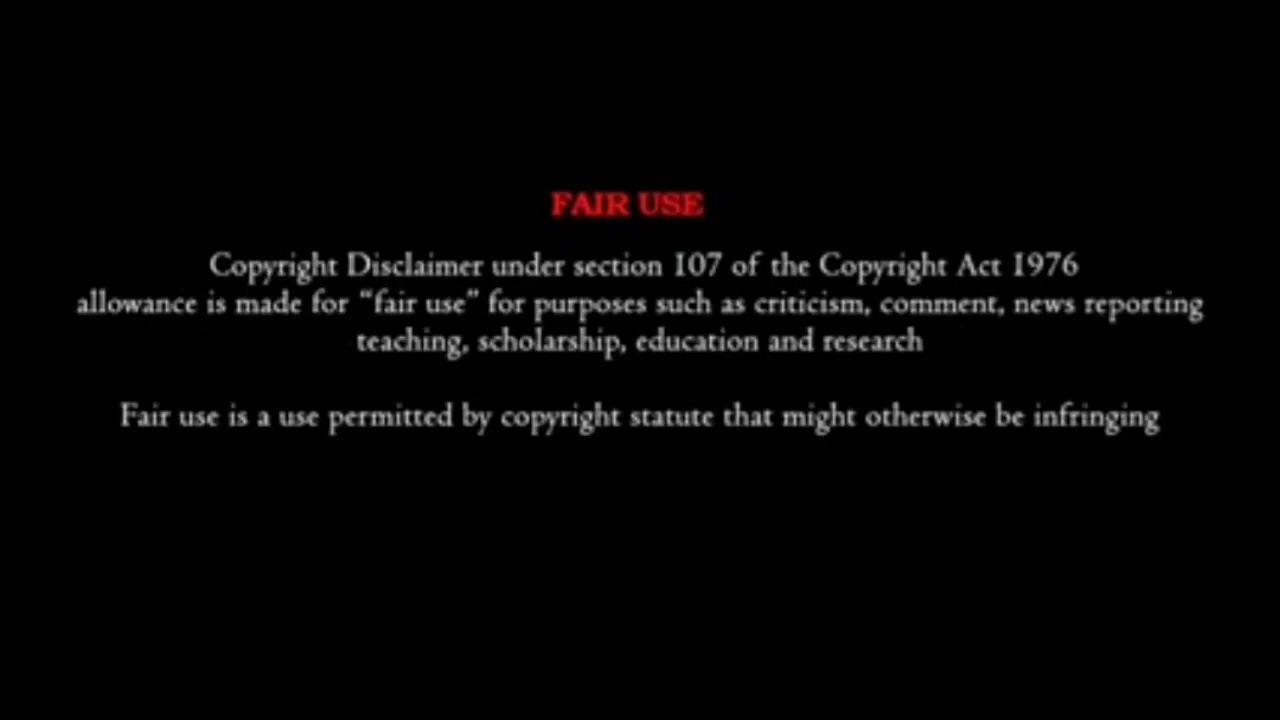 FAIR USE
Copyright Disclaimer under section 107 of the Copyright Act 1976
allowance is made for “fair use” for purposes such as criticism, comment, news reporting
teaching, scholarship, education and research
Fair use is a use permitted by copyright statute that might otherwise be infringing